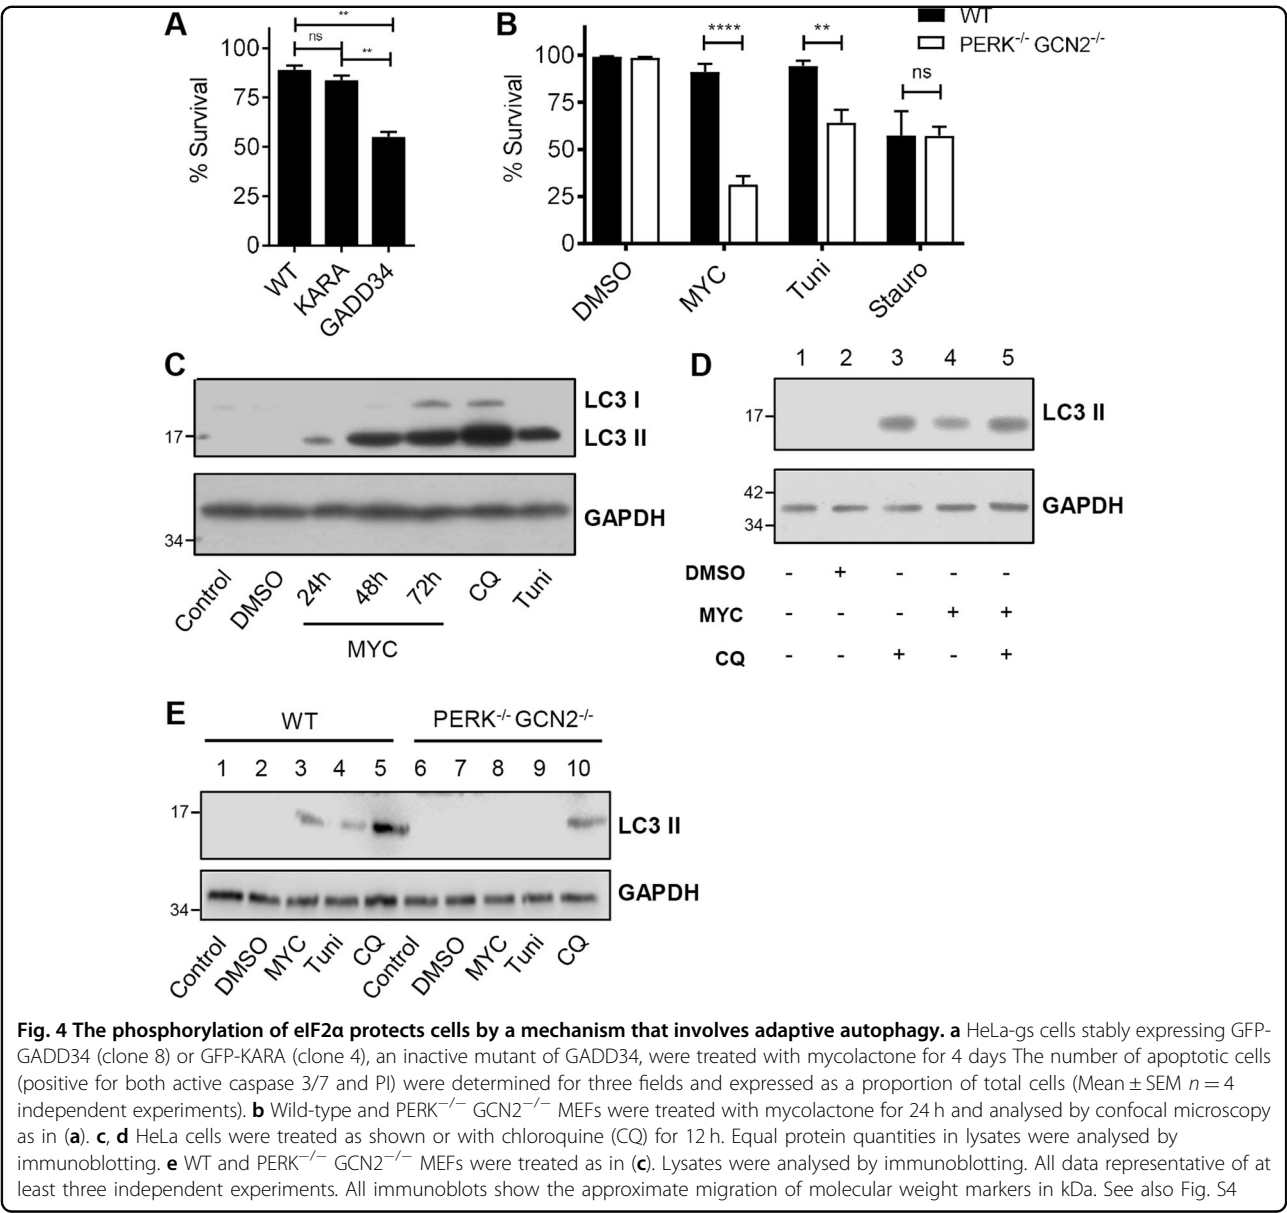 A
% Survival
100
75
50
25
0
**
ns
**
WT
KARA
GADD34
B
WT
PERK-/- GCN2-/-
% Survival
100
75
50
25
0
****
**
ns
DMSO
MYC
Tuni
Stauro
C
17
LC3 I
LC3 II
34
GAPDH
Control
DMSO
24h
48h
72h
CQ
Tuni
MYC
D
1 2 3 4 5
17
LC3 II
42
34
GAPDH
DMSO - + - - -
MYC - - - + +
CQ - - + - +
E
WT
PERK-/- GCN2-/-
1 2 3 4 5 6 7 8 9 10
17
LC3 II
34
GAPDH
Control
DMSO
MYC
Tuni
CQ
Control
DMSO
MYC
Tuni
CQ
Fig. 4 The phosphorylation of eIF2α protects cells by a mechanism that involves adaptive autophagy. a HeLa-gs cells stably expressing GFP-
GADD34 (clone 8) or GFP-KARA (clone 4), an inactive mutant of GADD34, were treated with mycolactone for 4 days The number of apoptotic cells
(positive for both active caspase 3/7 and PI) were determined for three fields and expressed as a proportion of total cells (Mean ± SEM n = 4
independent experiments). b Wild-type and PERK−/− GCN2−/− MEFs were treated with mycolactone for 24 h and analysed by confocal microscopy
as in (a). c, d HeLa cells were treated as shown or with chloroquine (CQ) for 12 h. Equal protein quantities in lysates were analysed by
immunoblotting. e WT and PERK−/− GCN2−/− MEFs were treated as in (c). Lysates were analysed by immunoblotting. All data representative of at
least three independent experiments. All immunoblots show the approximate migration of molecular weight markers in kDa. See also Fig. S4